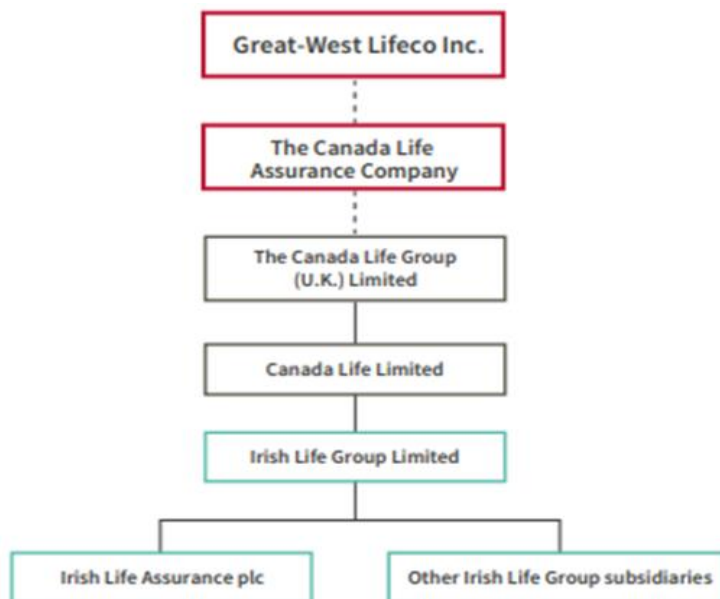 Great-West Lifeco Inc.
The Canada Life
Assurance Company
The Canada Life Group
(U.K.) Limited
Canada Life Limited
Irish Life Group Limited
Irish Life Assurance plc
Other Irish Life Group subsidiaries